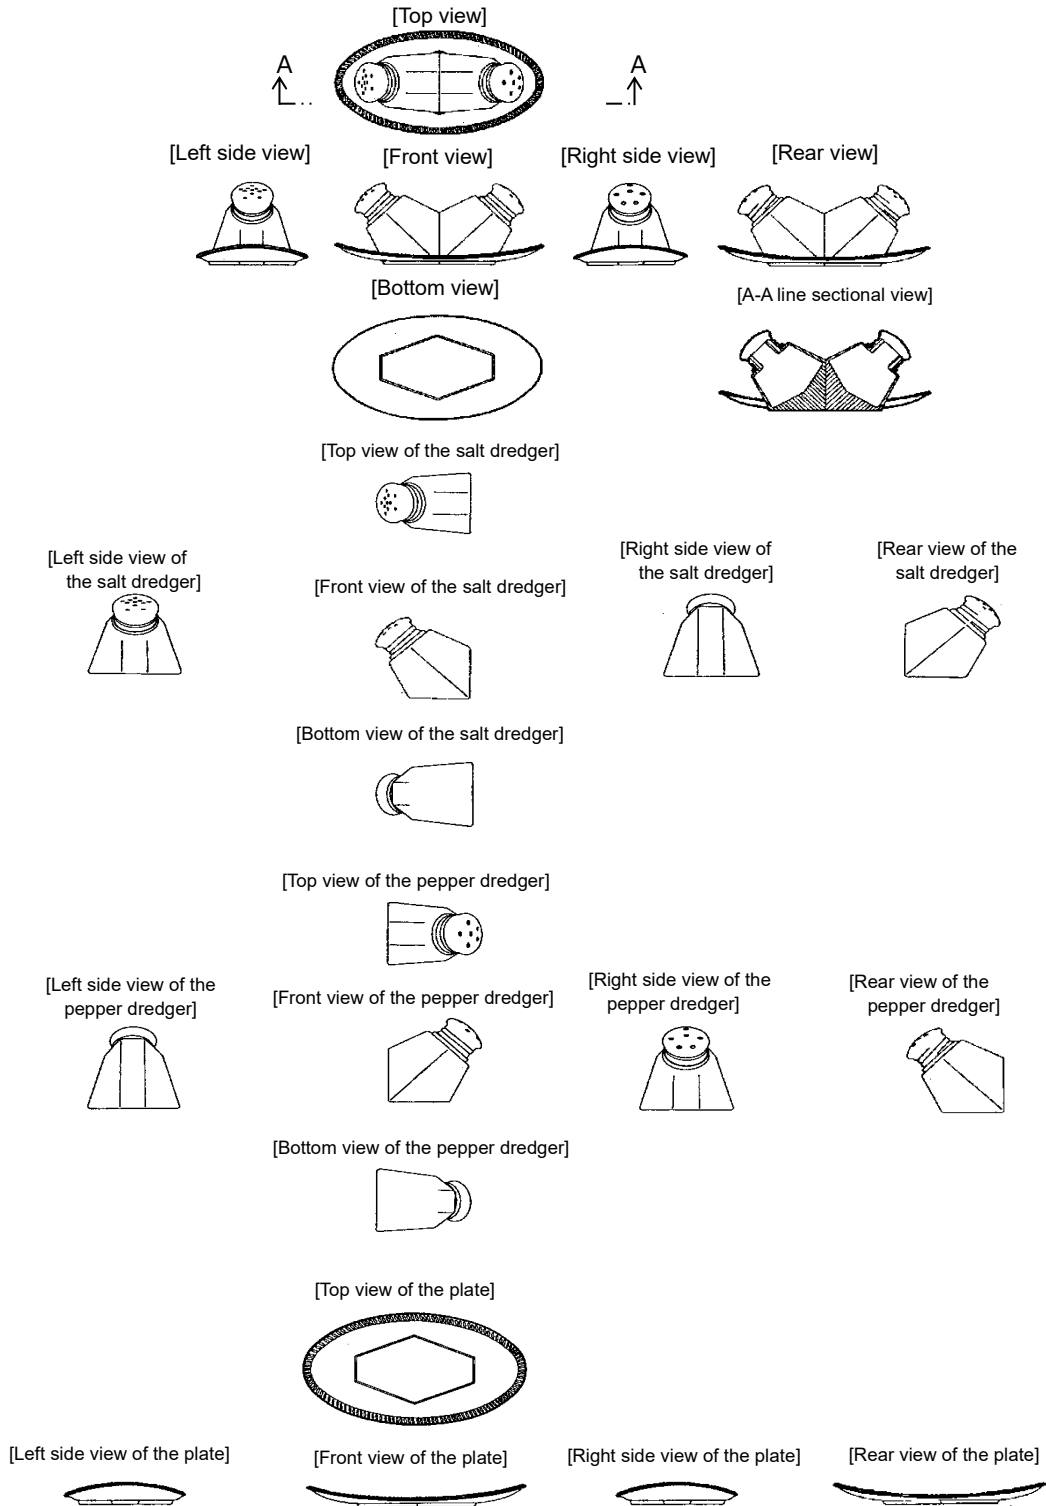 [Top view]
A
A
[Left side view]
[Front view]
[Right side view]
[Rear view]
[Bottom view]
[A-A line sectional view]
[Top view of the salt dredger]
[Left side view of
the salt dredger]
[Front view of the salt dredger]
[Right side view of
the salt dredger]
[Rear view of the
salt dredger]
[Bottom view of the salt dredger]
[Top view of the pepper dredger]
[Left side view of the
pepper dredger]
[Front view of the pepper dredger]
[Right side view of the
pepper dredger]
[Rear view of the
pepper dredger]
[Bottom view of the pepper dredger]
[Top view of the plate]
[Left side view of the plate]
[Front view of the plate]
[Right side view of the plate]
[Rear view of the plate]